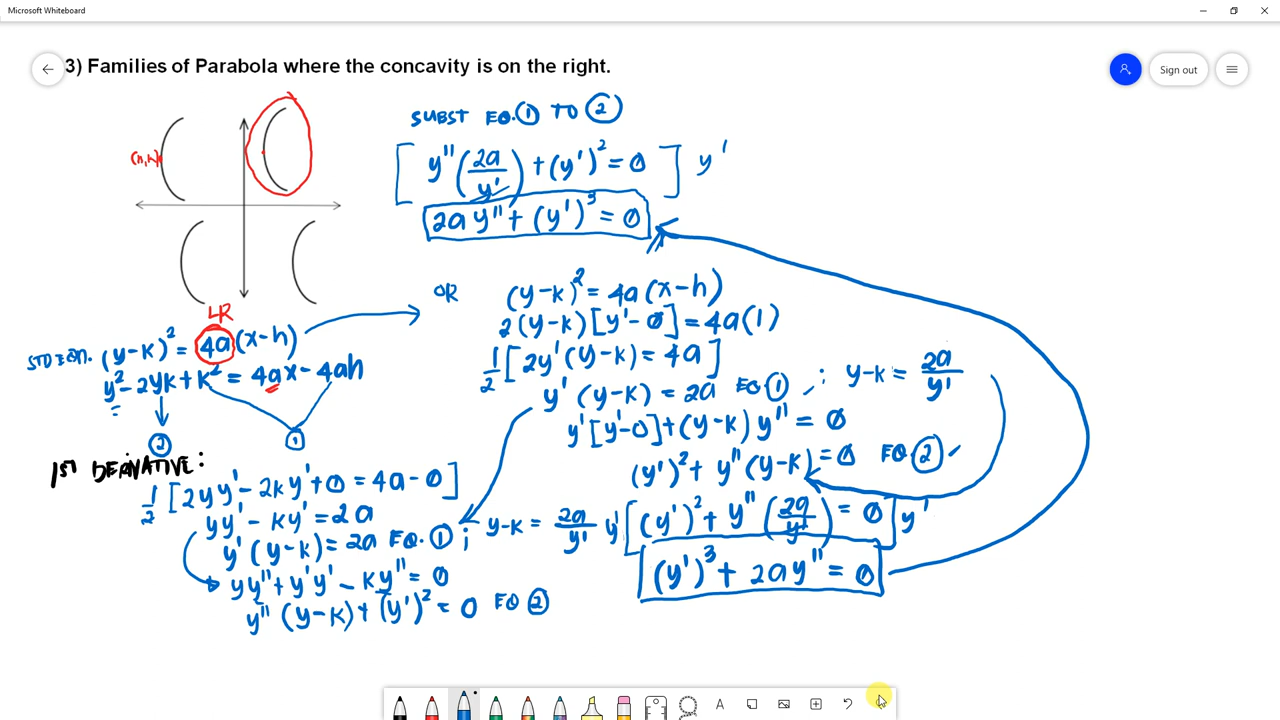 Microsoft Whiteboard
3) Families of Parabola where the concavity is on the right.
Sign out
(h,k)
LR
STD EQN. (y-k)² = 4a(x-h)
y² - 2yk + k² = 4ax - 4ah
② ①
1ST DERIVATIVE:
½[2yy' - 2ky' + 0 = 4a - 0]
yy' - ky' = 2a
y'(y-k) = 2a EQ.① ; y-k = 2a/y'
yy'' + y'y' - ky'' = 0
y''(y-k) + (y')² = 0 EQ②
SUBST EQ.① TO ②
[y''(2a/y') + (y')² = 0] y'
2ay'' + (y')³ = 0
OR (y-k)² = 4a(x-h)
2(y-k)[y'-0] = 4a(1)
½[2y'(y-k) = 4a]
y'(y-k) = 2a EQ① ; y-k = 2a/y'
y'[y'-0] + (y-k)y'' = 0
(y')² + y''(y-k) = 0 EQ.②
y'[(y')² + y''(2a/y') = 0]y'
(y')³ + 2ay'' = 0
A